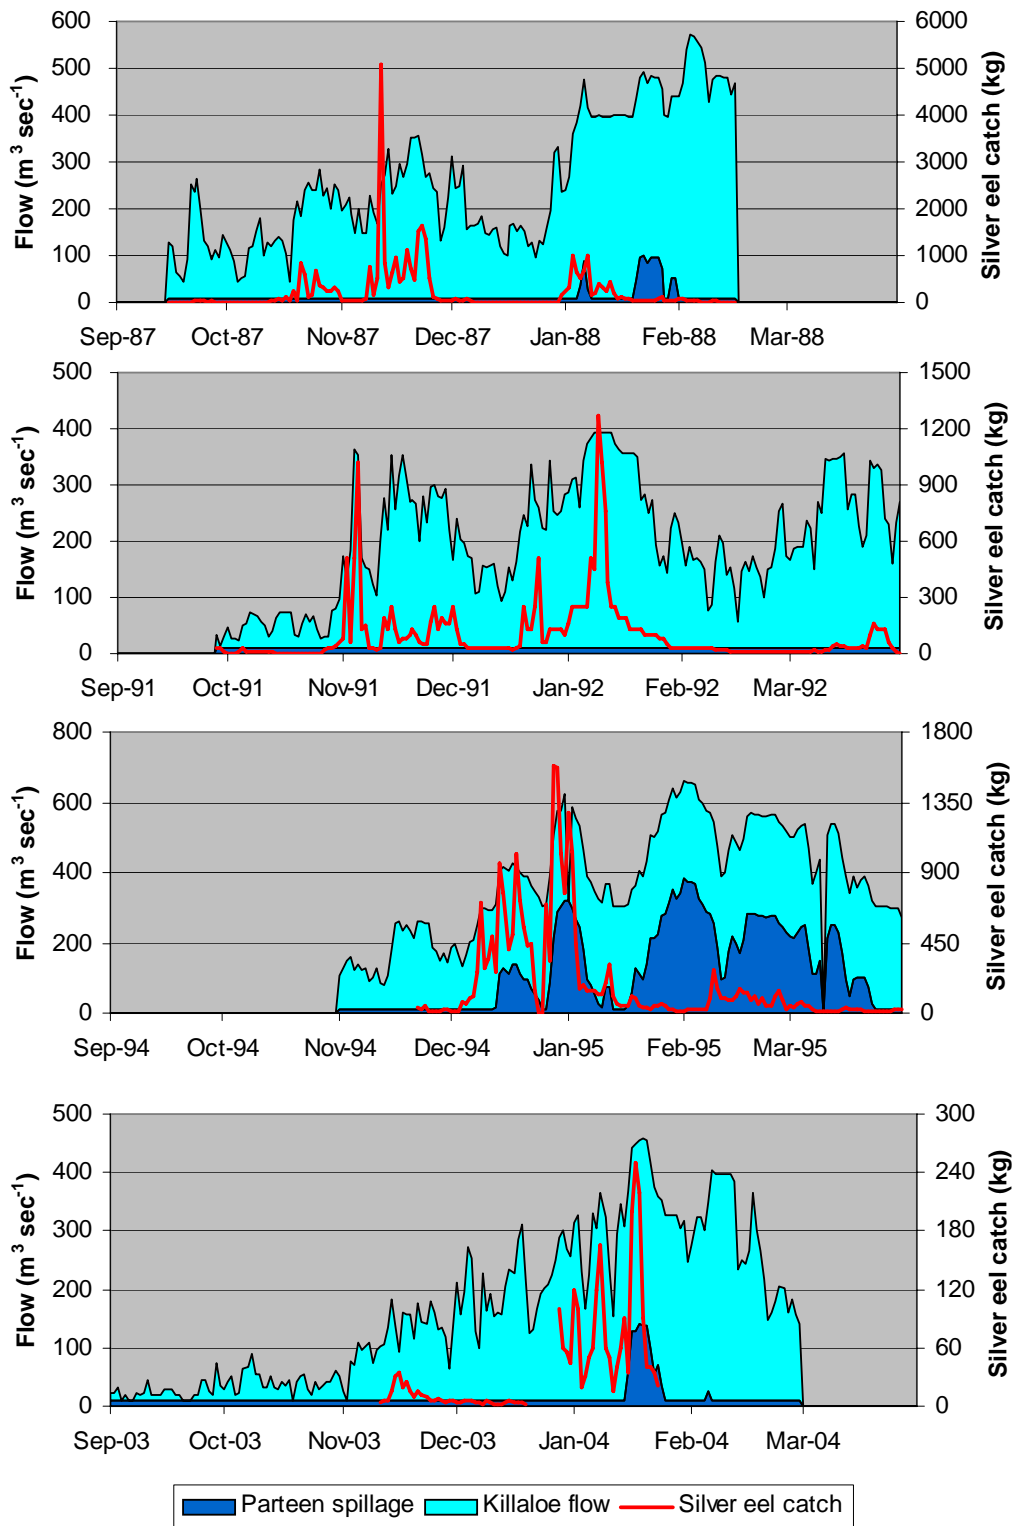 600 6000
500 5000
400 4000
300 3000
200 2000
100 1000
0 0
Flow (m³ sec⁻¹)
Silver eel catch (kg)
Sep-87 Oct-87 Nov-87 Dec-87 Jan-88 Feb-88 Mar-88
500 1500
400 1200
300 900
200 600
100 300
0 0
Flow (m³ sec⁻¹)
Silver eel catch (kg)
Sep-91 Oct-91 Nov-91 Dec-91 Jan-92 Feb-92 Mar-92
800 1800
600 1350
400 900
200 450
0 0
Flow (m³ sec⁻¹)
Silver eel catch (kg)
Sep-94 Oct-94 Nov-94 Dec-94 Jan-95 Feb-95 Mar-95
500 300
400 240
300 180
200 120
100 60
0 0
Flow (m³ sec⁻¹)
Silver eel catch (kg)
Sep-03 Oct-03 Nov-03 Dec-03 Jan-04 Feb-04 Mar-04
Parteen spillage Killaloe flow Silver eel catch